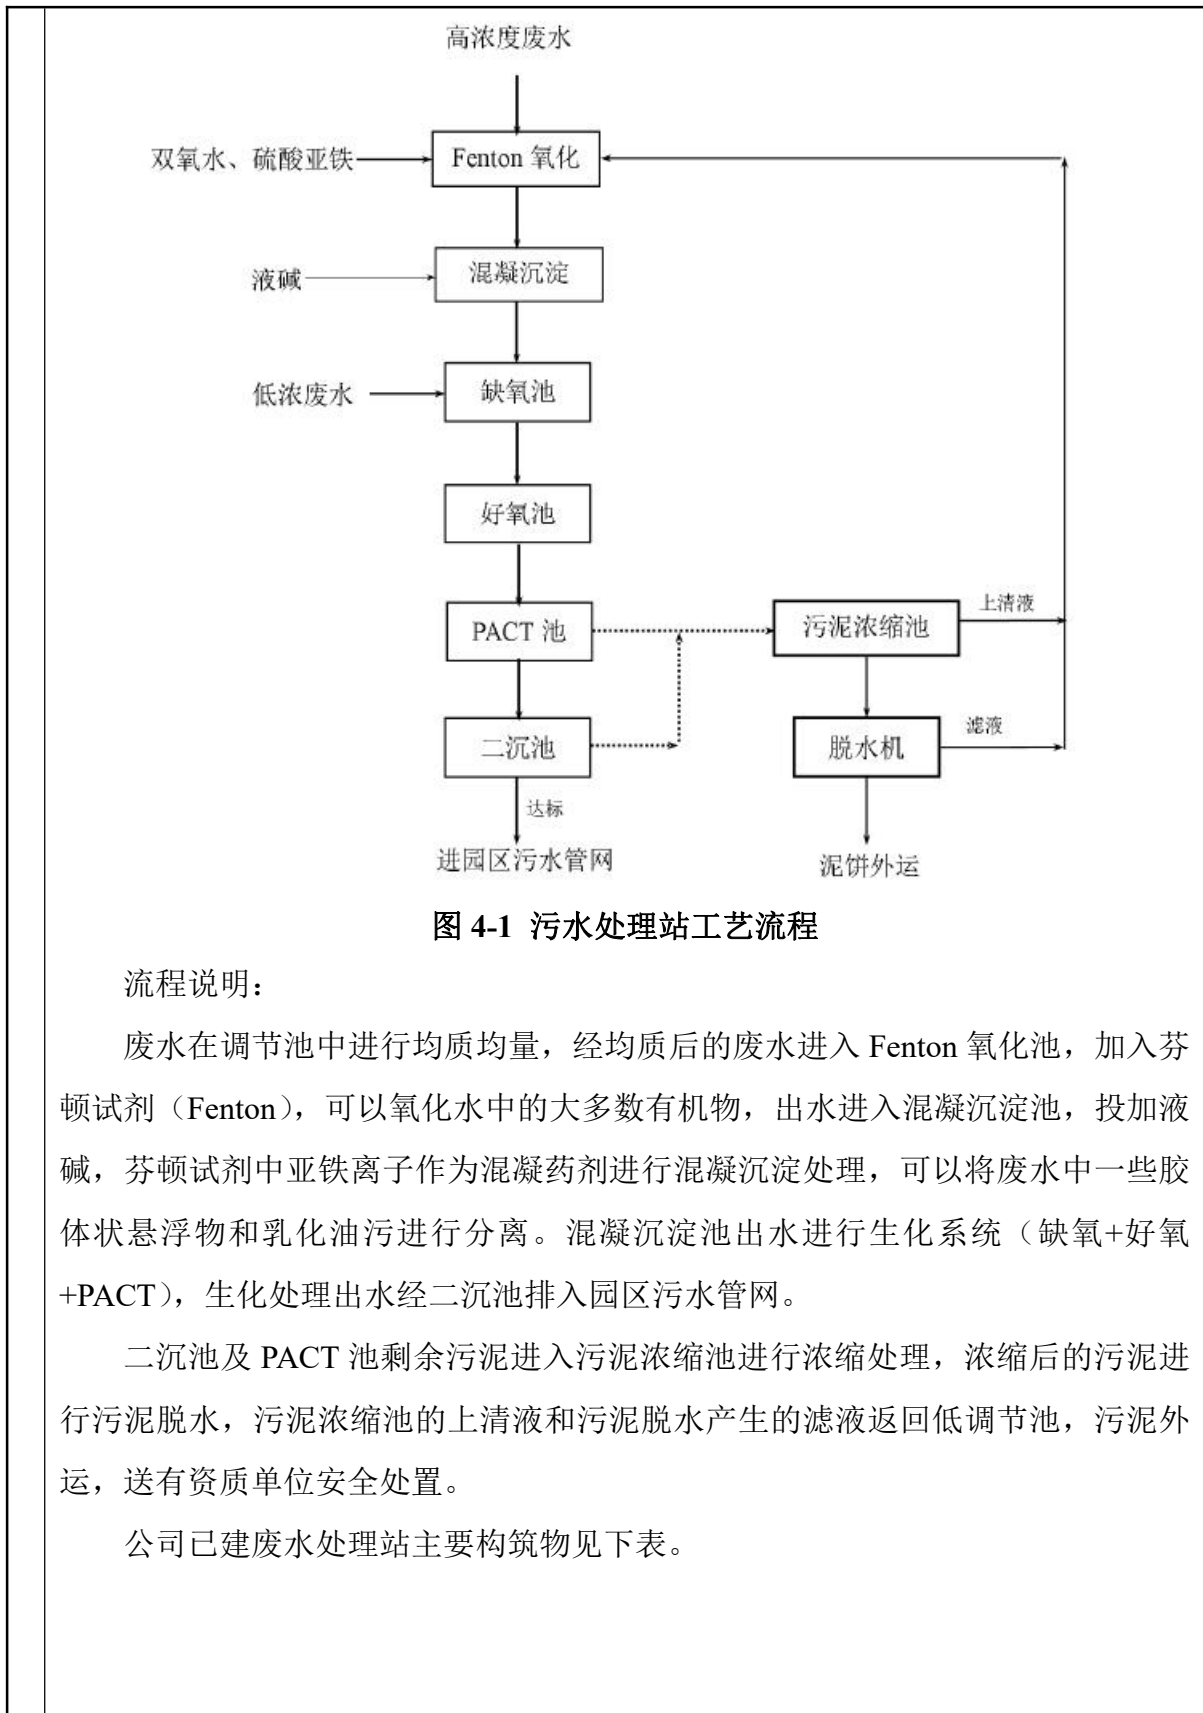 高浓度废水
双氧水、硫酸亚铁
Fenton 氧化
液碱
混凝沉淀
低浓废水
缺氧池
好氧池
PACT 池
污泥浓缩池
上清液
二沉池
脱水机
滤液
达标
进园区污水管网
泥饼外运
图 4-1 污水处理站工艺流程
流程说明：
废水在调节池中进行均质均量，经均质后的废水进入 Fenton 氧化池，加入芬
顿试剂（Fenton），可以氧化水中的大多数有机物，出水进入混凝沉淀池，投加液
碱，芬顿试剂中亚铁离子作为混凝药剂进行混凝沉淀处理，可以将废水中一些胶
体状悬浮物和乳化油污进行分离。混凝沉淀池出水进行生化系统（缺氧+好氧
+PACT），生化处理出水经二沉池排入园区污水管网。
二沉池及 PACT 池剩余污泥进入污泥浓缩池进行浓缩处理，浓缩后的污泥进
行污泥脱水，污泥浓缩池的上清液和污泥脱水产生的滤液返回低调节池，污泥外
运，送有资质单位安全处置。
公司已建废水处理站主要构筑物见下表。